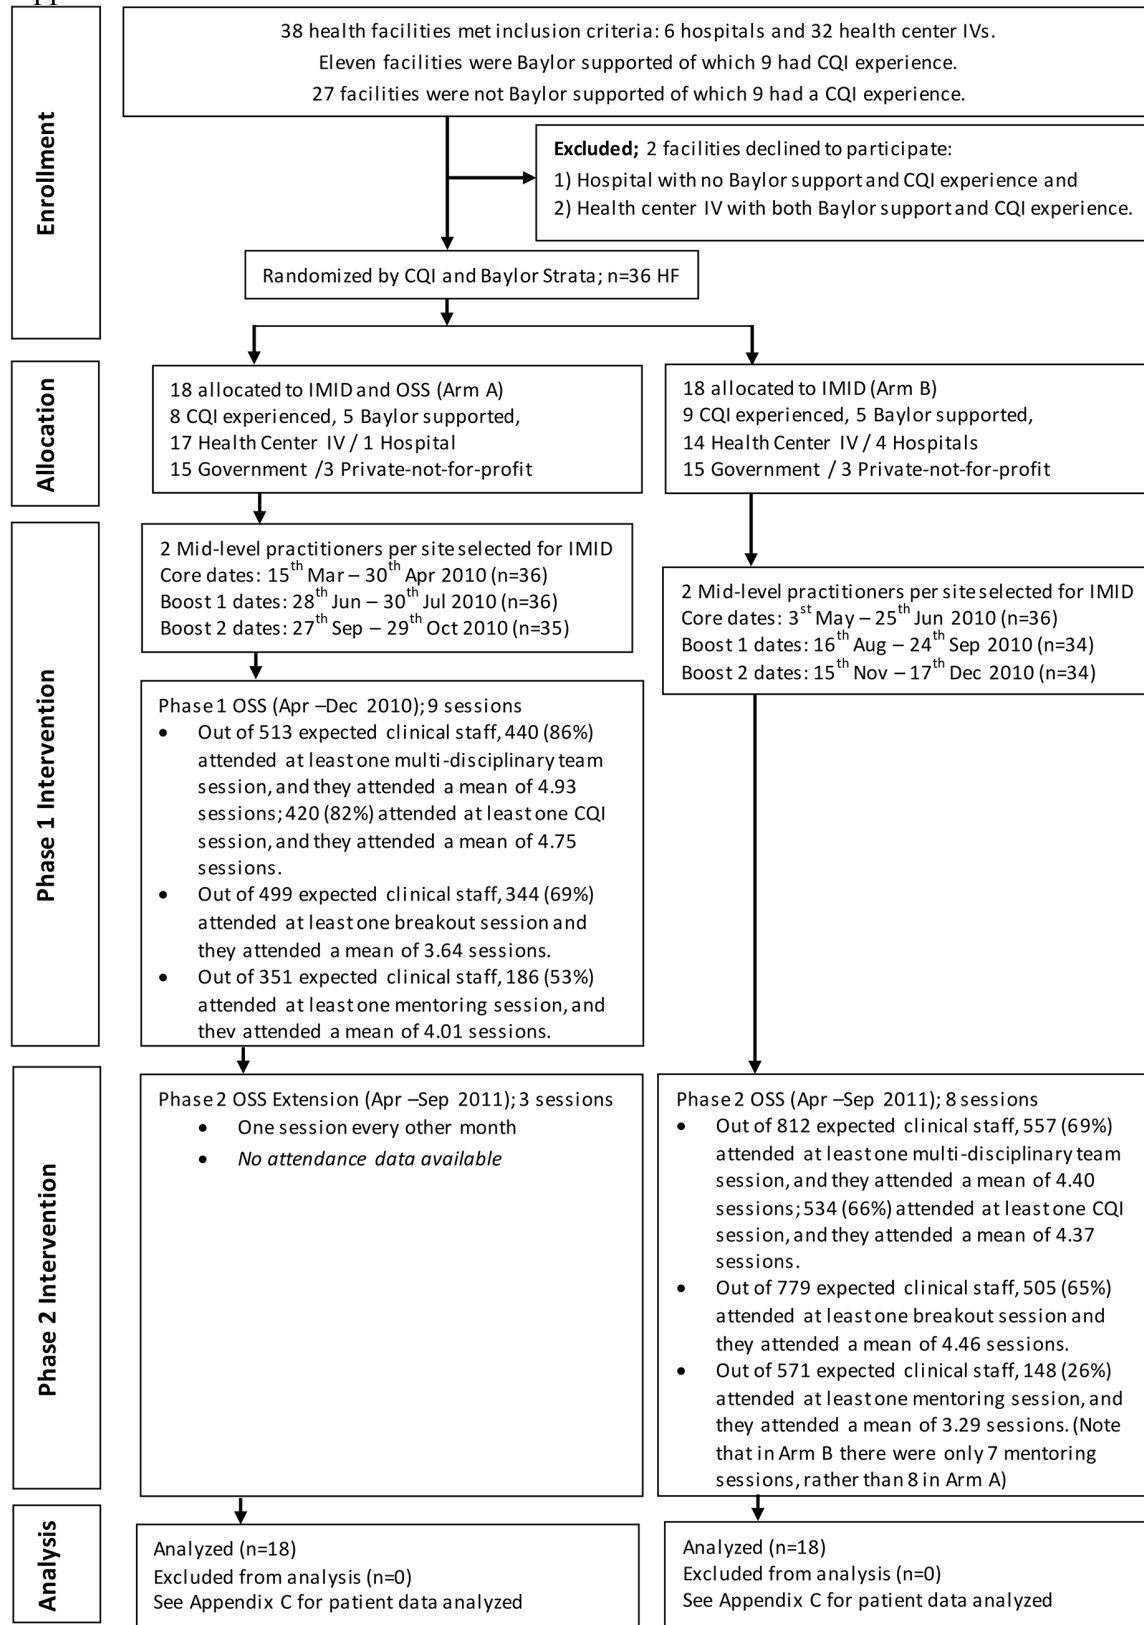 Enrollment
38 health facilities met inclusion criteria: 6 hospitals and 32 health center IVs.
Eleven facilities were Baylor supported of which 9 had CQI experience.
27 facilities were not Baylor supported of which 9 had a CQI experience.
Excluded; 2 facilities declined to participate:
1) Hospital with no Baylor support and CQI experience and
2) Health center IV with both Baylor support and CQI experience.
Randomized by CQI and Baylor Strata; n=36 HF
Allocation
18 allocated to IMID and OSS (Arm A)
8 CQI experienced, 5 Baylor supported,
17 Health Center IV / 1 Hospital
15 Government /3 Private-not-for-profit
18 allocated to IMID (Arm B)
9 CQI experienced, 5 Baylor supported,
14 Health Center IV / 4 Hospitals
15 Government / 3 Private-not-for-profit
Phase 1 Intervention
2 Mid-level practitioners per site selected for IMID
Core dates: 15th Mar – 30th Apr 2010 (n=36)
Boost 1 dates: 28th Jun – 30th Jul 2010 (n=36)
Boost 2 dates: 27th Sep – 29th Oct 2010 (n=35)
2 Mid-level practitioners per site selected for IMID
Core dates: 3st May – 25th Jun 2010 (n=36)
Boost 1 dates: 16th Aug – 24th Sep 2010 (n=34)
Boost 2 dates: 15th Nov – 17th Dec 2010 (n=34)
Phase 1 OSS (Apr –Dec 2010); 9 sessions
• Out of 513 expected clinical staff, 440 (86%)
attended at least one multi-disciplinary team
session, and they attended a mean of 4.93
sessions; 420 (82%) attended at least one CQI
session, and they attended a mean of 4.75
sessions.
• Out of 499 expected clinical staff, 344 (69%)
attended at least one breakout session and
they attended a mean of 3.64 sessions.
• Out of 351 expected clinical staff, 186 (53%)
attended at least one mentoring session, and
they attended a mean of 4.01 sessions.
Phase 2 Intervention
Phase 2 OSS Extension (Apr –Sep 2011); 3 sessions
• One session every other month
• No attendance data available
Phase 2 OSS (Apr –Sep 2011); 8 sessions
• Out of 812 expected clinical staff, 557 (69%)
attended at least one multi-disciplinary team
session, and they attended a mean of 4.40
sessions; 534 (66%) attended at least one CQI
session, and they attended a mean of 4.37
sessions.
• Out of 779 expected clinical staff, 505 (65%)
attended at least one breakout session and
they attended a mean of 4.46 sessions.
• Out of 571 expected clinical staff, 148 (26%)
attended at least one mentoring session, and
they attended a mean of 3.29 sessions. (Note
that in Arm B there were only 7 mentoring
sessions, rather than 8 in Arm A)
Analysis
Analyzed (n=18)
Excluded from analysis (n=0)
See Appendix C for patient data analyzed
Analyzed (n=18)
Excluded from analysis (n=0)
See Appendix C for patient data analyzed